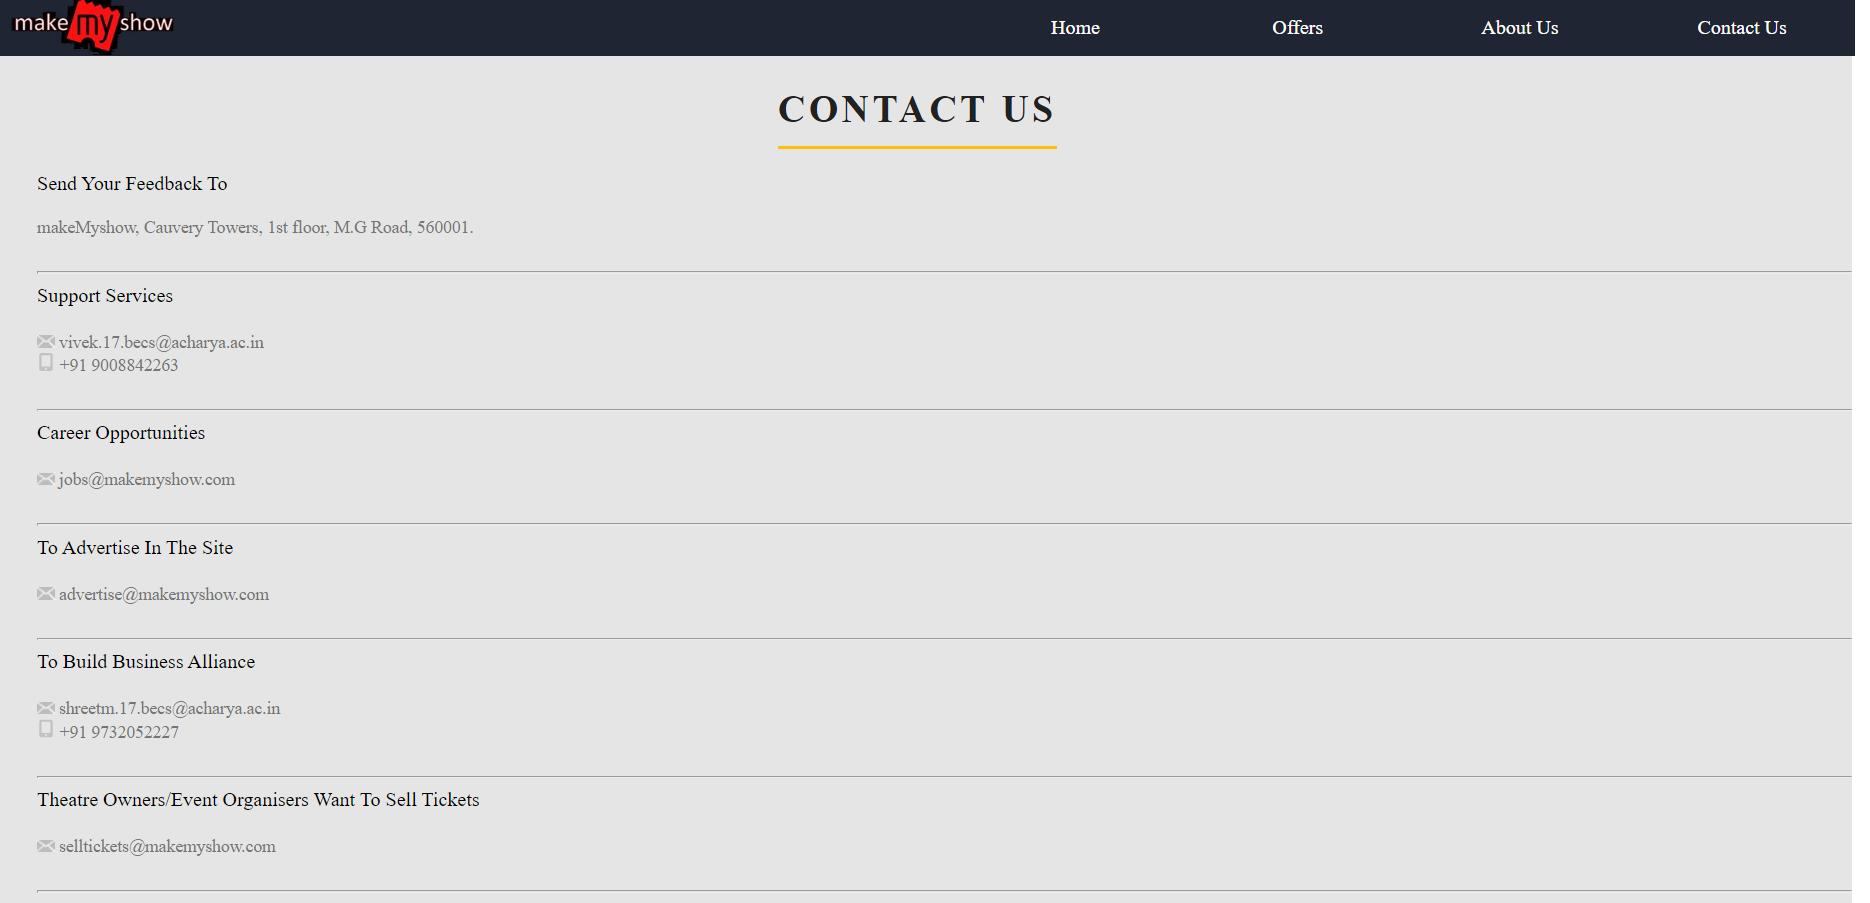 make my show
Home Offers About Us Contact Us
CONTACT US
Send Your Feedback To
makeMyshow, Cauvery Towers, 1st floor, M.G Road, 560001.
Support Services
vivek.17.becs@acharya.ac.in
+91 9008842263
Career Opportunities
jobs@makemyshow.com
To Advertise In The Site
advertise@makemyshow.com
To Build Business Alliance
shreetm.17.becs@acharya.ac.in
+91 9732052227
Theatre Owners/Event Organisers Want To Sell Tickets
selltickets@makemyshow.com